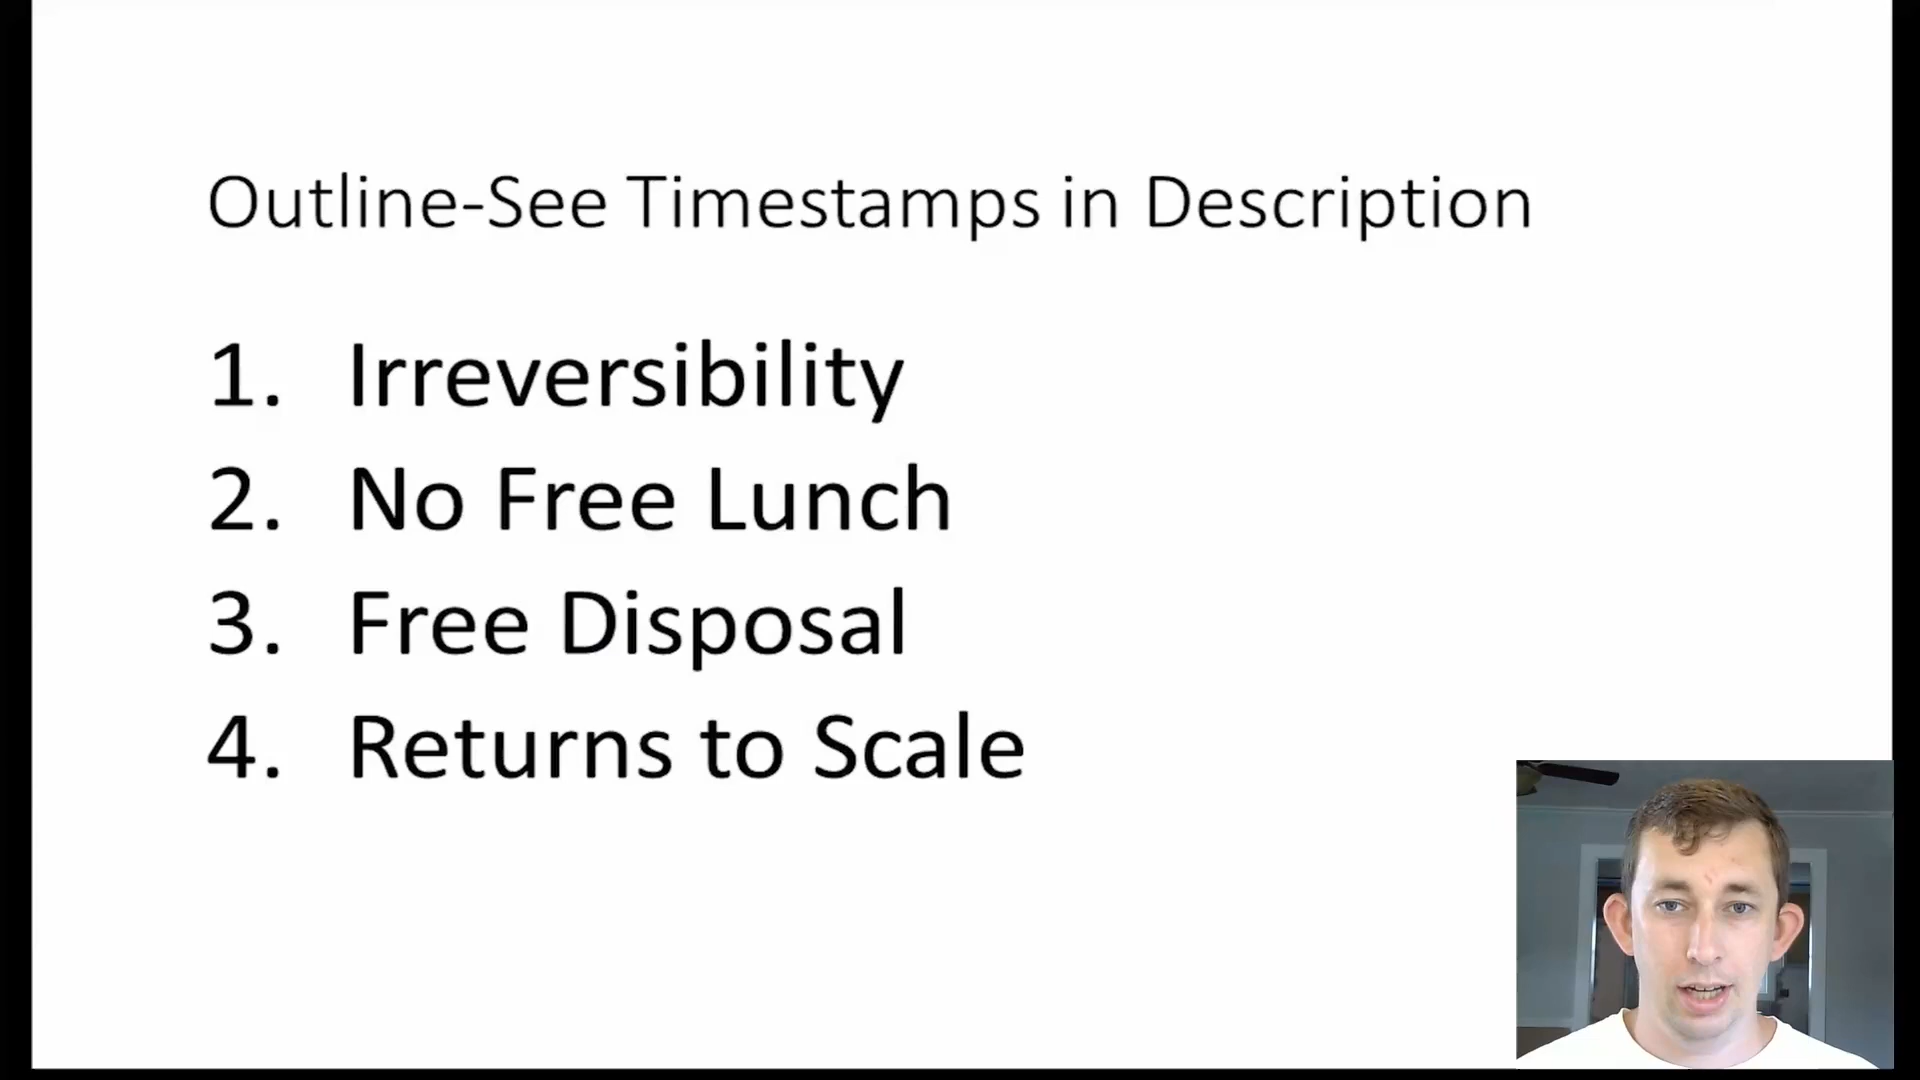 Outline-See Timestamps in Description
1. Irreversibility
2. No Free Lunch
3. Free Disposal
4. Returns to Scale